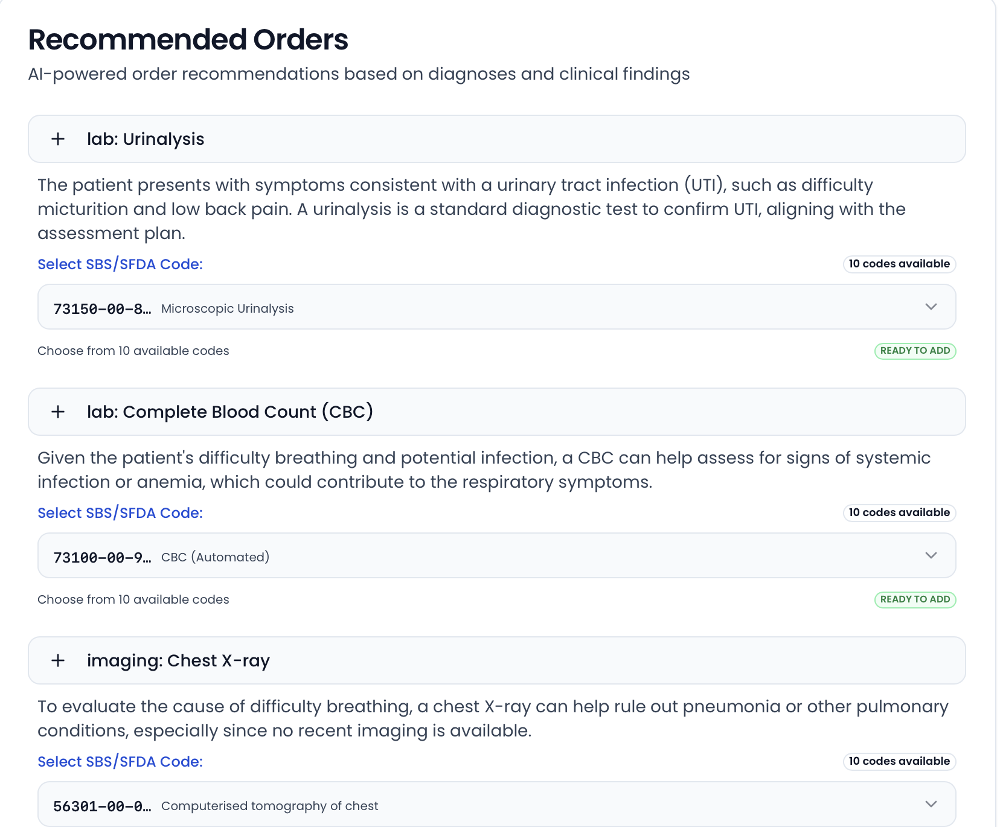 Recommended Orders
AI-powered order recommendations based on diagnoses and clinical findings
+ lab: Urinalysis
The patient presents with symptoms consistent with a urinary tract infection (UTI), such as difficulty
micturition and low back pain. A urinalysis is a standard diagnostic test to confirm UTI, aligning with the
assessment plan.
Select SBS/SFDA Code: 10 codes available
73150-00-8… Microscopic Urinalysis
Choose from 10 available codes READY TO ADD
+ lab: Complete Blood Count (CBC)
Given the patient's difficulty breathing and potential infection, a CBC can help assess for signs of systemic
infection or anemia, which could contribute to the respiratory symptoms.
Select SBS/SFDA Code: 10 codes available
73100-00-9… CBC (Automated)
Choose from 10 available codes READY TO ADD
+ imaging: Chest X-ray
To evaluate the cause of difficulty breathing, a chest X-ray can help rule out pneumonia or other pulmonary
conditions, especially since no recent imaging is available.
Select SBS/SFDA Code: 10 codes available
56301-00-0… Computerised tomography of chest